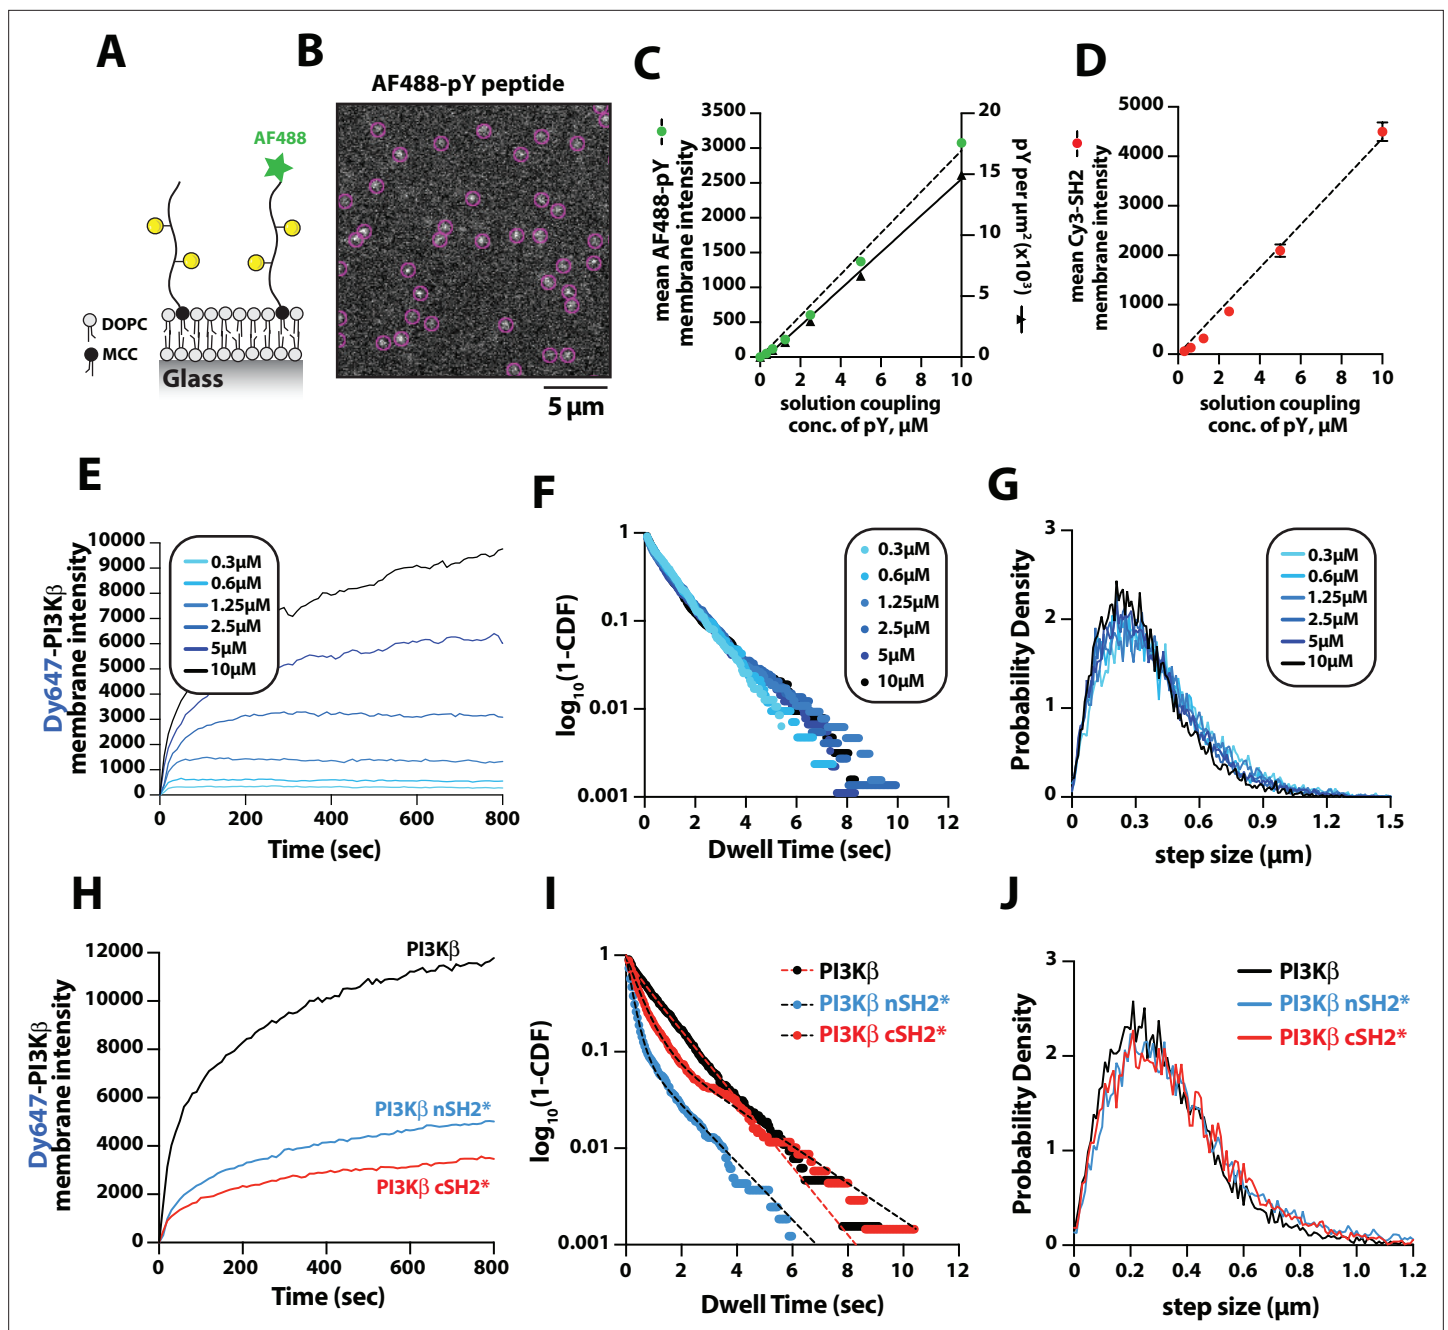 A
AF488
DOPC
MCC
Glass
B
AF488-pY peptide
5 μm
C
mean AF488-pY
membrane intensity
3500
3000
2500
2000
1500
1000
500
0
20
15
10
5
0
pY per μm² (x10³)
0 2 4 6 8 10
solution coupling
conc. of pY, μM
D
mean Cy3-SH2
membrane intensity
5000
4000
3000
2000
1000
0
0 2 4 6 8 10
solution coupling
conc. of pY, μM
E
Dy647-PI3Kβ
membrane intensity
10000
9000
8000
7000
6000
5000
4000
3000
2000
1000
0
0.3μM
0.6μM
1.25μM
2.5μM
5μM
10μM
0 200 400 600 800
Time (sec)
F
log₁₀(1-CDF)
1
0.1
0.01
0.001
0.3μM
0.6μM
1.25μM
2.5μM
5μM
10μM
0 2 4 6 8 10 12
Dwell Time (sec)
G
Probability Density
3
2
1
0
0.3μM
0.6μM
1.25μM
2.5μM
5μM
10μM
0 0.3 0.6 0.9 1.2 1.5
step size (μm)
H
Dy647-PI3Kβ
membrane intensity
12000
10000
8000
6000
4000
2000
0
PI3Kβ
PI3Kβ nSH2*
PI3Kβ cSH2*
0 200 400 600 800
Time (sec)
I
log₁₀(1-CDF)
1
0.1
0.01
0.001
PI3Kβ
PI3Kβ nSH2*
PI3Kβ cSH2*
0 2 4 6 8 10 12
Dwell Time (sec)
J
Probability Density
3
2
1
0
PI3Kβ
PI3Kβ nSH2*
PI3Kβ cSH2*
0 0.2 0.4 0.6 0.8 1.0 1.2
step size (μm)